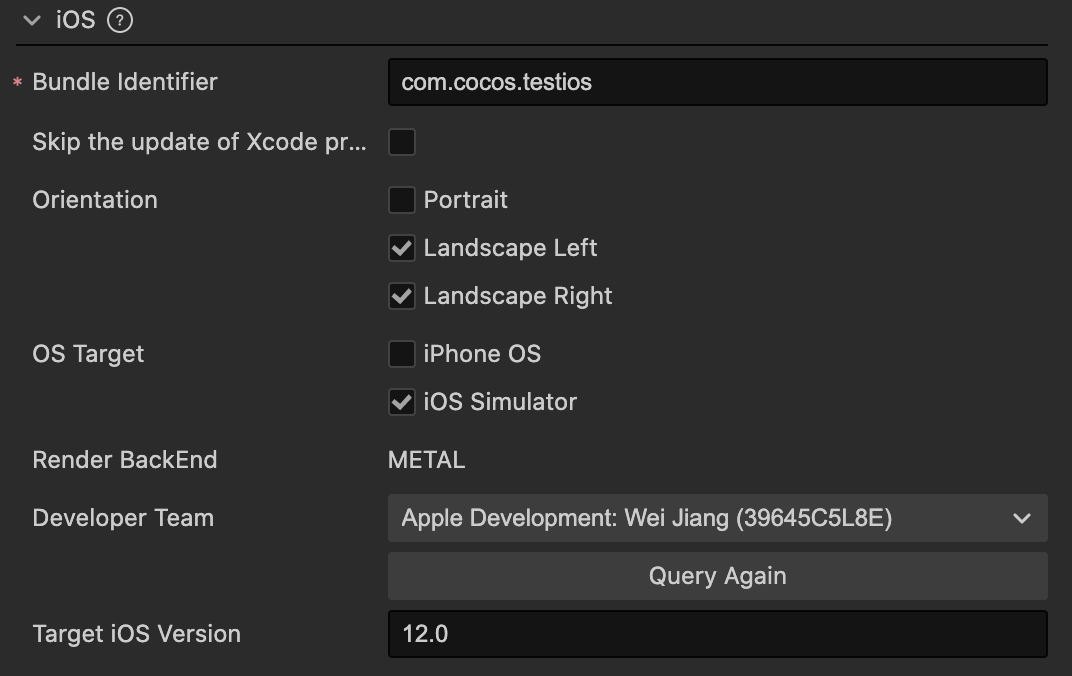 iOS ?
* Bundle Identifier com.cocos.testios
Skip the update of Xcode pr...
Orientation Portrait
Landscape Left
Landscape Right
OS Target iPhone OS
iOS Simulator
Render BackEnd METAL
Developer Team Apple Development: Wei Jiang (39645C5L8E)
Query Again
Target iOS Version 12.0